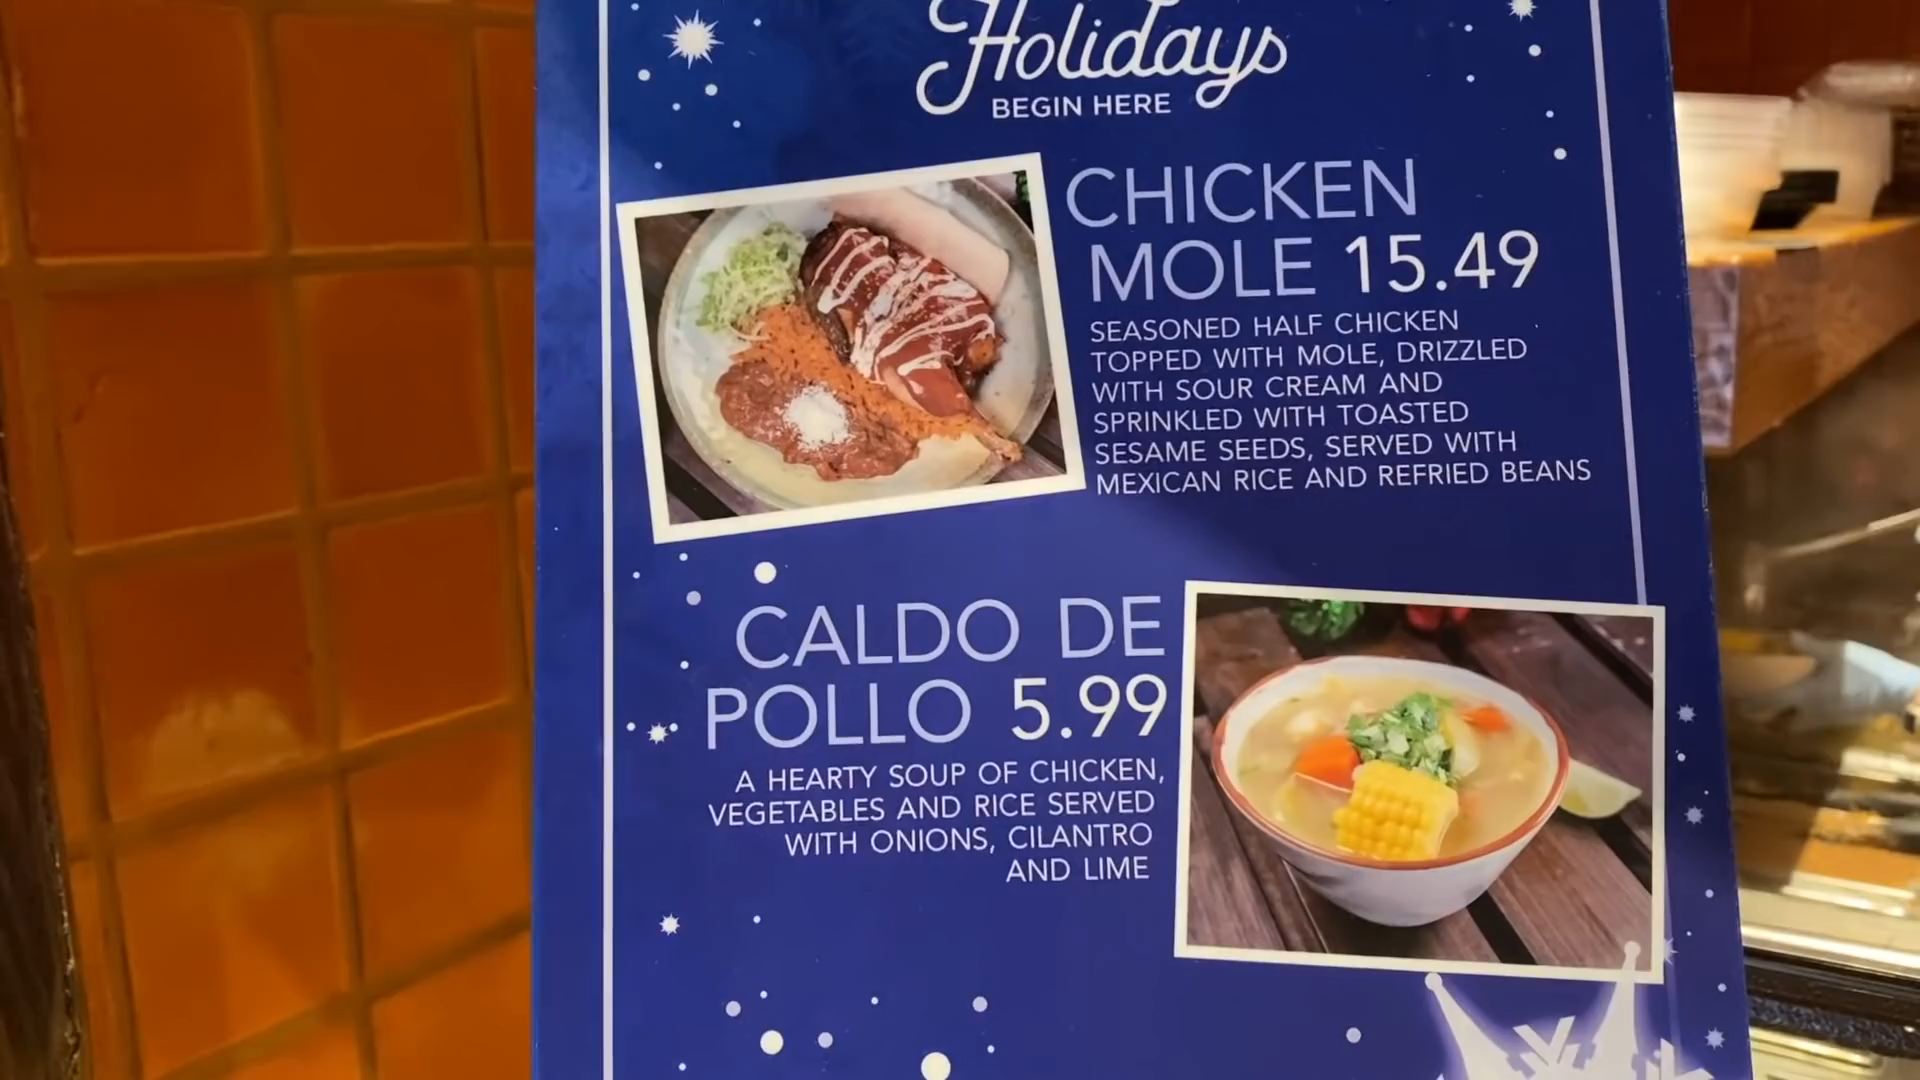 Holidays
BEGIN HERE
CHICKEN
MOLE 15.49
SEASONED HALF CHICKEN
TOPPED WITH MOLE, DRIZZLED
WITH SOUR CREAM AND
SPRINKLED WITH TOASTED
SESAME SEEDS, SERVED WITH
MEXICAN RICE AND REFRIED BEANS
CALDO DE
POLLO 5.99
A HEARTY SOUP OF CHICKEN,
VEGETABLES AND RICE SERVED
WITH ONIONS, CILANTRO
AND LIME